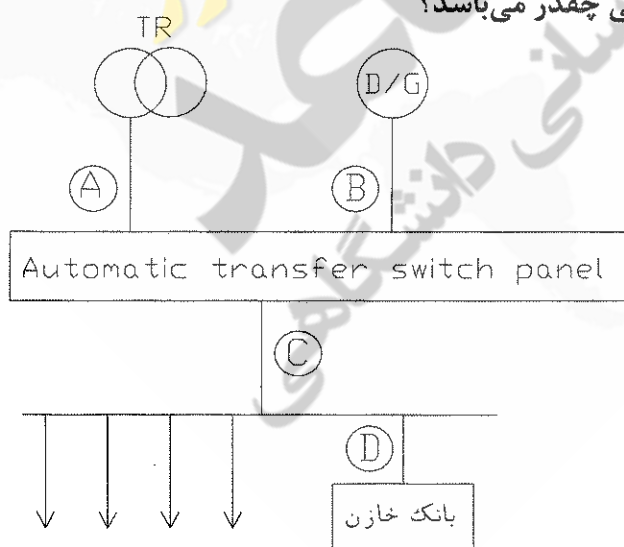 ی چقدر می‌باشد؟
TR
D/G
A
B
Automatic transfer switch panel
C
D
بانک خازن